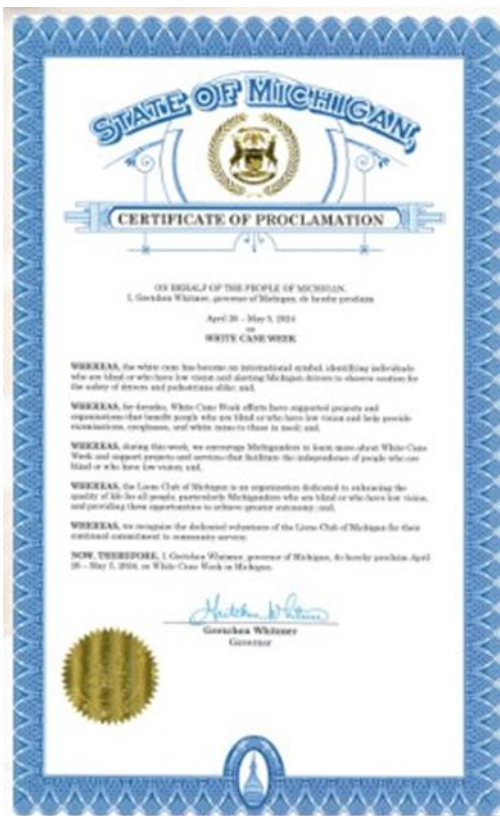 STATE OF MICHIGAN,
CERTIFICATE OF PROCLAMATION
ON BEHALF OF THE PEOPLE OF MICHIGAN,
I, Gretchen Whitmer, governor of Michigan, do hereby proclaim
April 26 – May 5, 2024
as
WHITE CANE WEEK
WHEREAS, the white cane has become an international symbol, identifying individuals
who are blind or who have low vision and alerting Michigan drivers to observe caution for
the safety of drivers and pedestrians alike; and,
WHEREAS, for decades, White Cane Week efforts have supported projects and
organizations that benefit people who are blind or who have low vision and help provide
examinations, eyeglasses, and white canes to those in need; and,
WHEREAS, during this week, we encourage Michiganders to learn more about White Cane
Week and support projects and services that facilitate the independence of people who are
blind or who have low vision; and,
WHEREAS, the Lions Club of Michigan is an organization dedicated to enhancing the
quality of life for all people, particularly Michiganders who are blind or who have low vision,
and providing them opportunities to achieve greater autonomy; and,
WHEREAS, we recognize the dedicated volunteers of the Lions Club of Michigan for their
continued commitment to community service;
NOW, THEREFORE, I, Gretchen Whitmer, governor of Michigan, do hereby proclaim April
26 – May 5, 2024, as White Cane Week in Michigan.
Gretchen Whitmer
Gretchen Whitmer
Governor